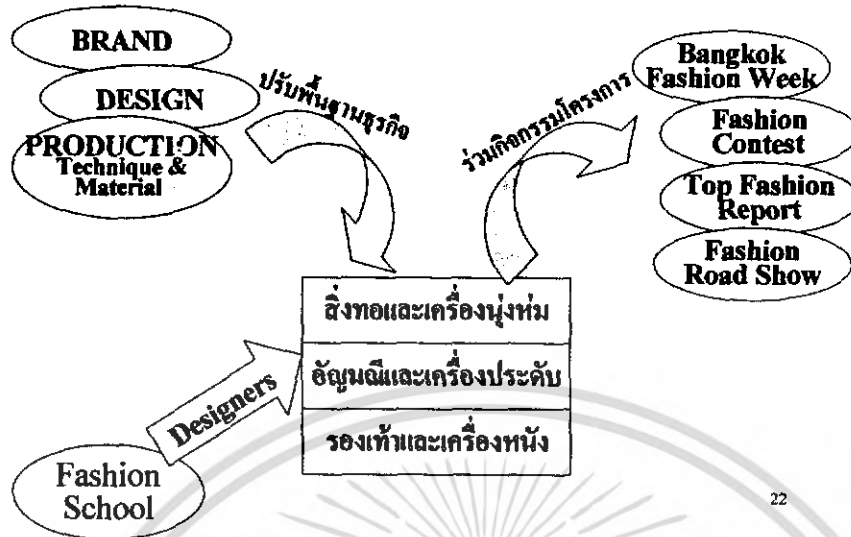 BRAND
DESIGN
PRODUCTION
Technique &
Material
ปรับพื้นฐานธุรกิจ
ร่วมกิจกรรมโครงการ
Bangkok
Fashion Week
Fashion
Contest
Top Fashion
Report
Fashion
Road Show
สิ่งทอและเครื่องนุ่งห่ม
อัญมณีและเครื่องประดับ
รองเท้าและเครื่องหนัง
Designers
Fashion
School
22